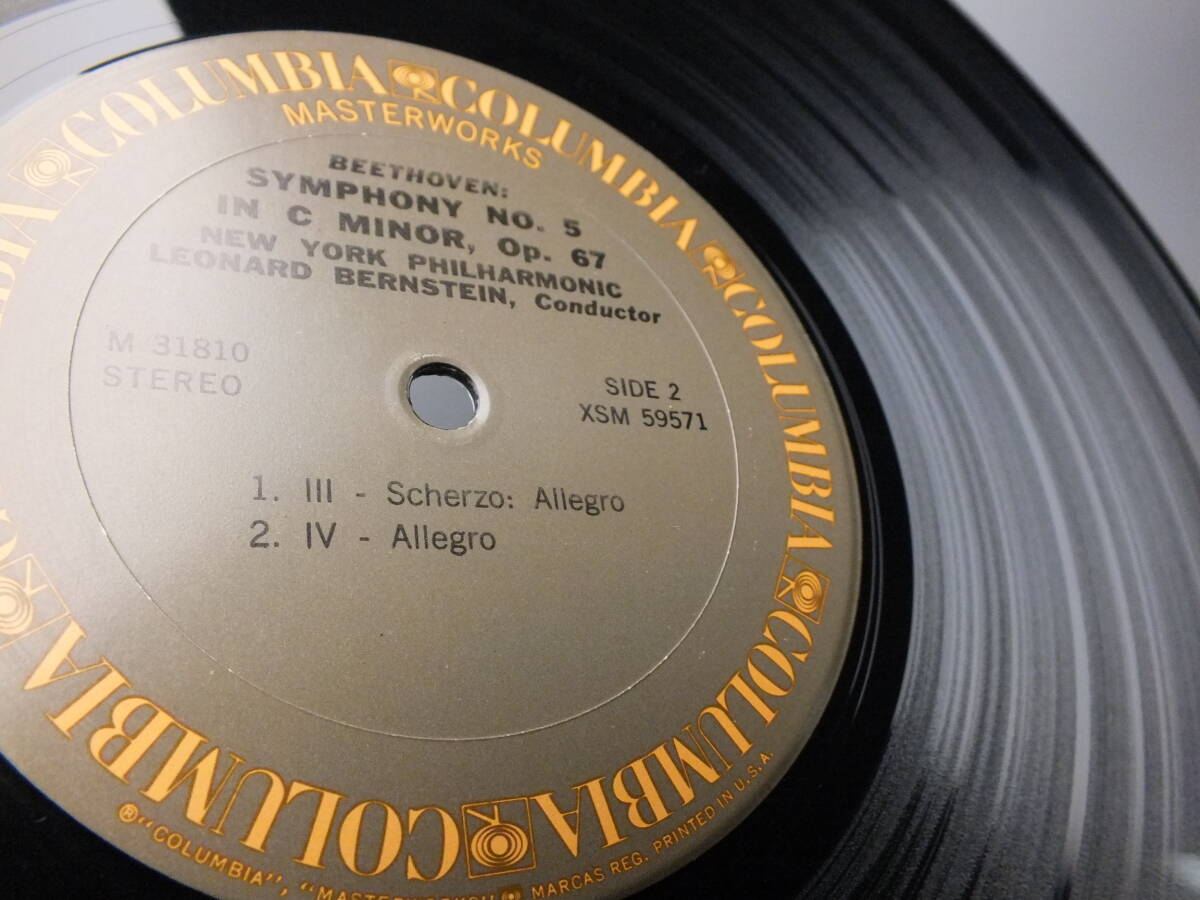 COLUMBIA COLUMBIA COLUMBIA COLUMBIA COLUMBIA COLUMBIA
MASTERWORKS
BEETHOVEN:
SYMPHONY NO. 5
IN C MINOR, Op. 67
NEW YORK PHILHARMONIC
LEONARD BERNSTEIN, Conductor
M 31810
STEREO
SIDE 2
XSM 59571
1. III - Scherzo: Allegro
2. IV - Allegro
® "COLUMBIA", MARCAS REG. PRINTED IN U.S.A.